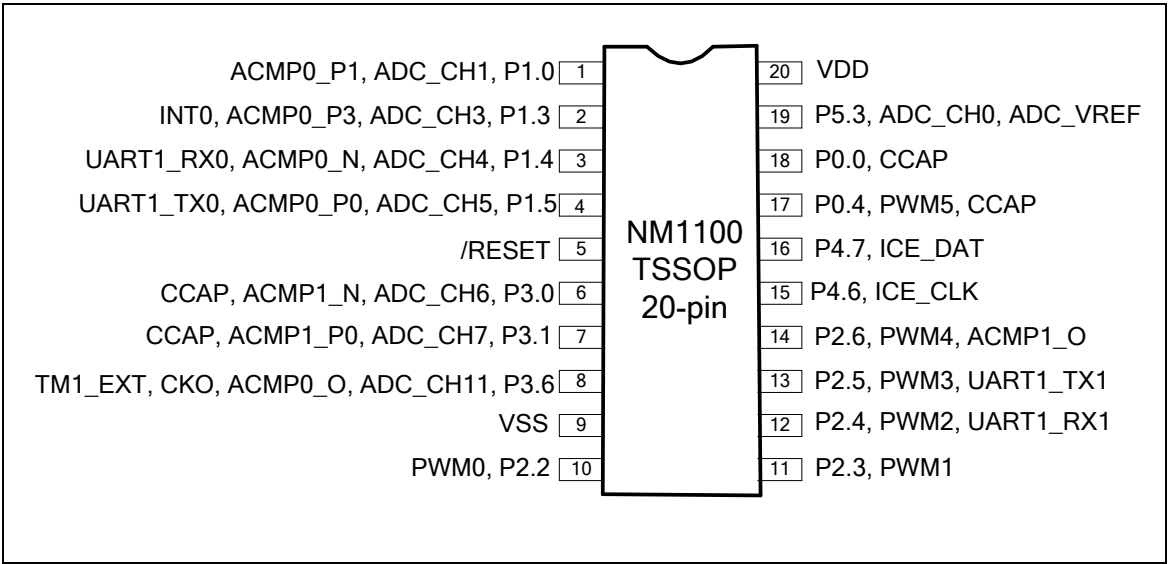 ACMP0_P1, ADC_CH1, P1.0 1
INT0, ACMP0_P3, ADC_CH3, P1.3 2
UART1_RX0, ACMP0_N, ADC_CH4, P1.4 3
UART1_TX0, ACMP0_P0, ADC_CH5, P1.5 4
/RESET 5
CCAP, ACMP1_N, ADC_CH6, P3.0 6
CCAP, ACMP1_P0, ADC_CH7, P3.1 7
TM1_EXT, CKO, ACMP0_O, ADC_CH11, P3.6 8
VSS 9
PWM0, P2.2 10
NM1100
TSSOP
20-pin
20 VDD
19 P5.3, ADC_CH0, ADC_VREF
18 P0.0, CCAP
17 P0.4, PWM5, CCAP
16 P4.7, ICE_DAT
15 P4.6, ICE_CLK
14 P2.6, PWM4, ACMP1_O
13 P2.5, PWM3, UART1_TX1
12 P2.4, PWM2, UART1_RX1
11 P2.3, PWM1